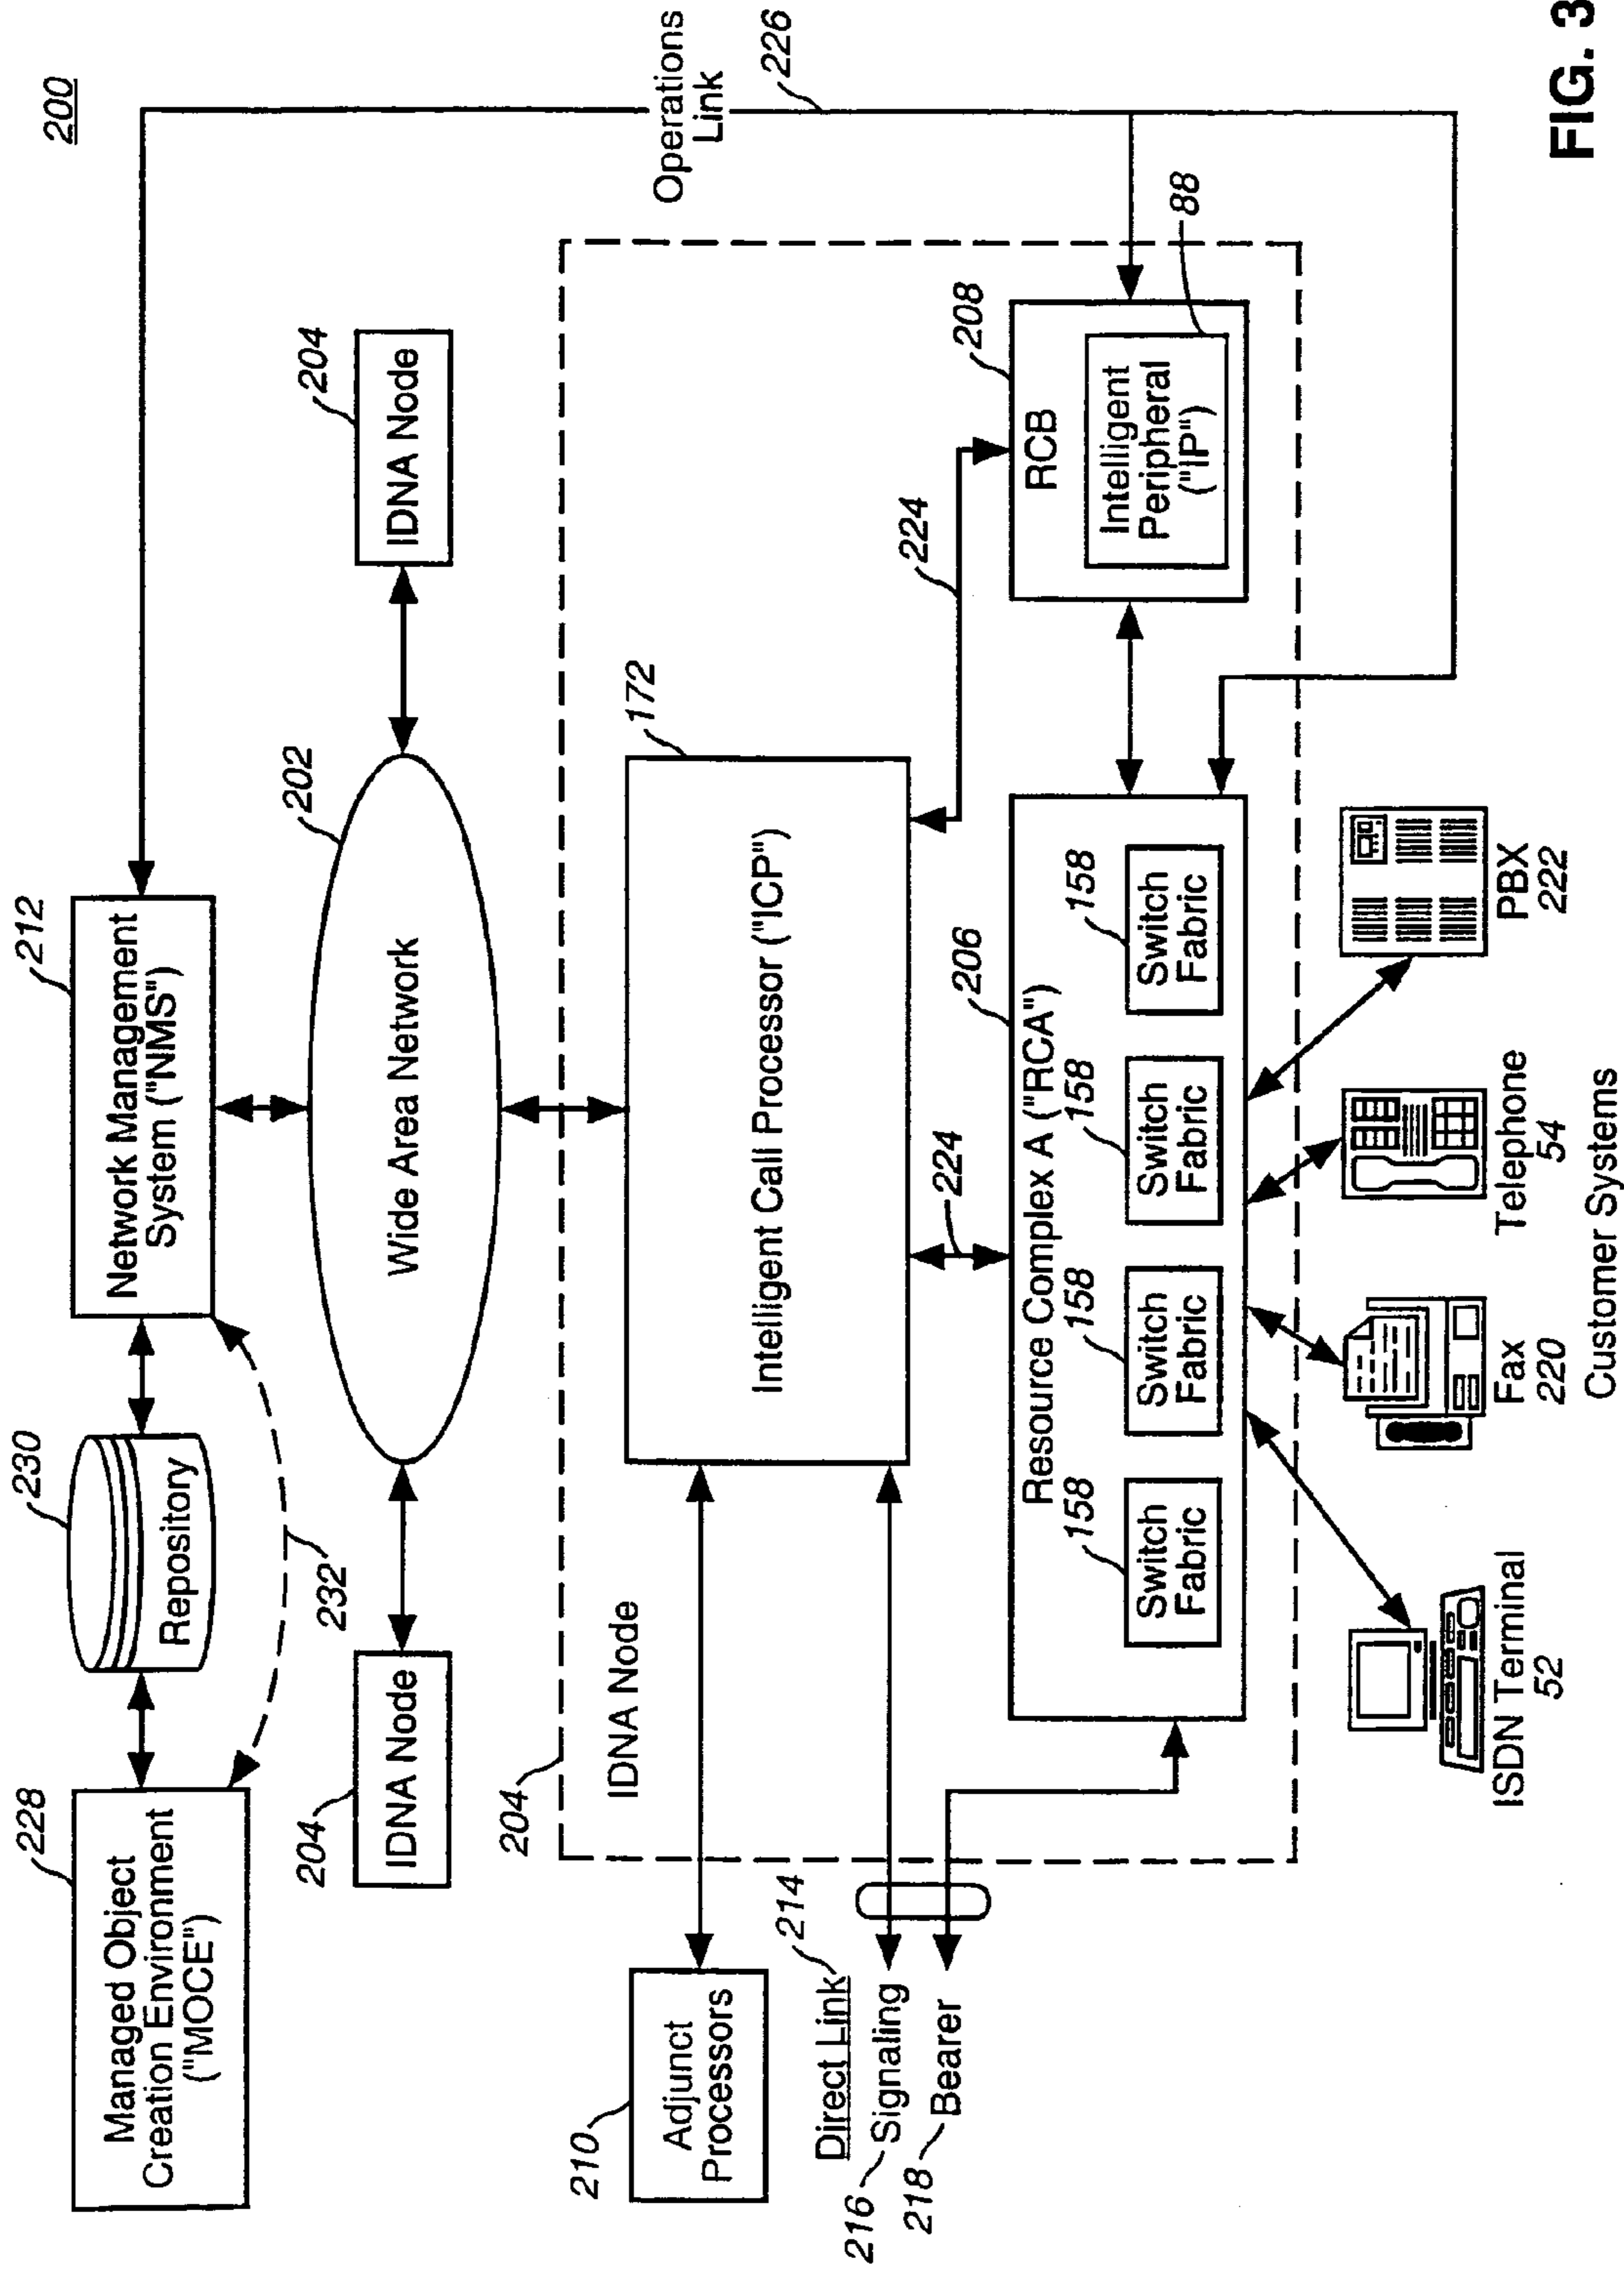 200
228
Managed Object
Creation Environment
("MOCE")
230
Repository
232
212
Network Management
System ("NMS")
Operations
Link
226
204
IDNA Node
202
Wide Area Network
204
IDNA Node
204
IDNA Node
210
Adjunct
Processors
Direct Link
214
216
Signaling
218
Bearer
172
Intelligent Call Processor ("ICP")
224
224
206
Resource Complex A ("RCA")
158
158
158
158
Switch
Fabric
Switch
Fabric
Switch
Fabric
Switch
Fabric
208
RCB
Intelligent
Peripheral
("IP")
88
ISDN Terminal
52
Fax
220
Telephone
54
PBX
222
Customer Systems
FIG. 3